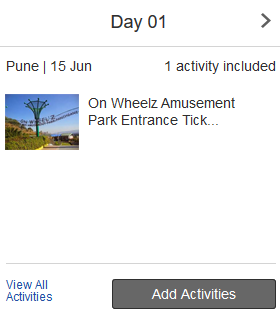 Day 01
Pune | 15 Jun
1 activity included
On Wheelz Amusement
Park Entrance Tick...
View All
Activities
Add Activities